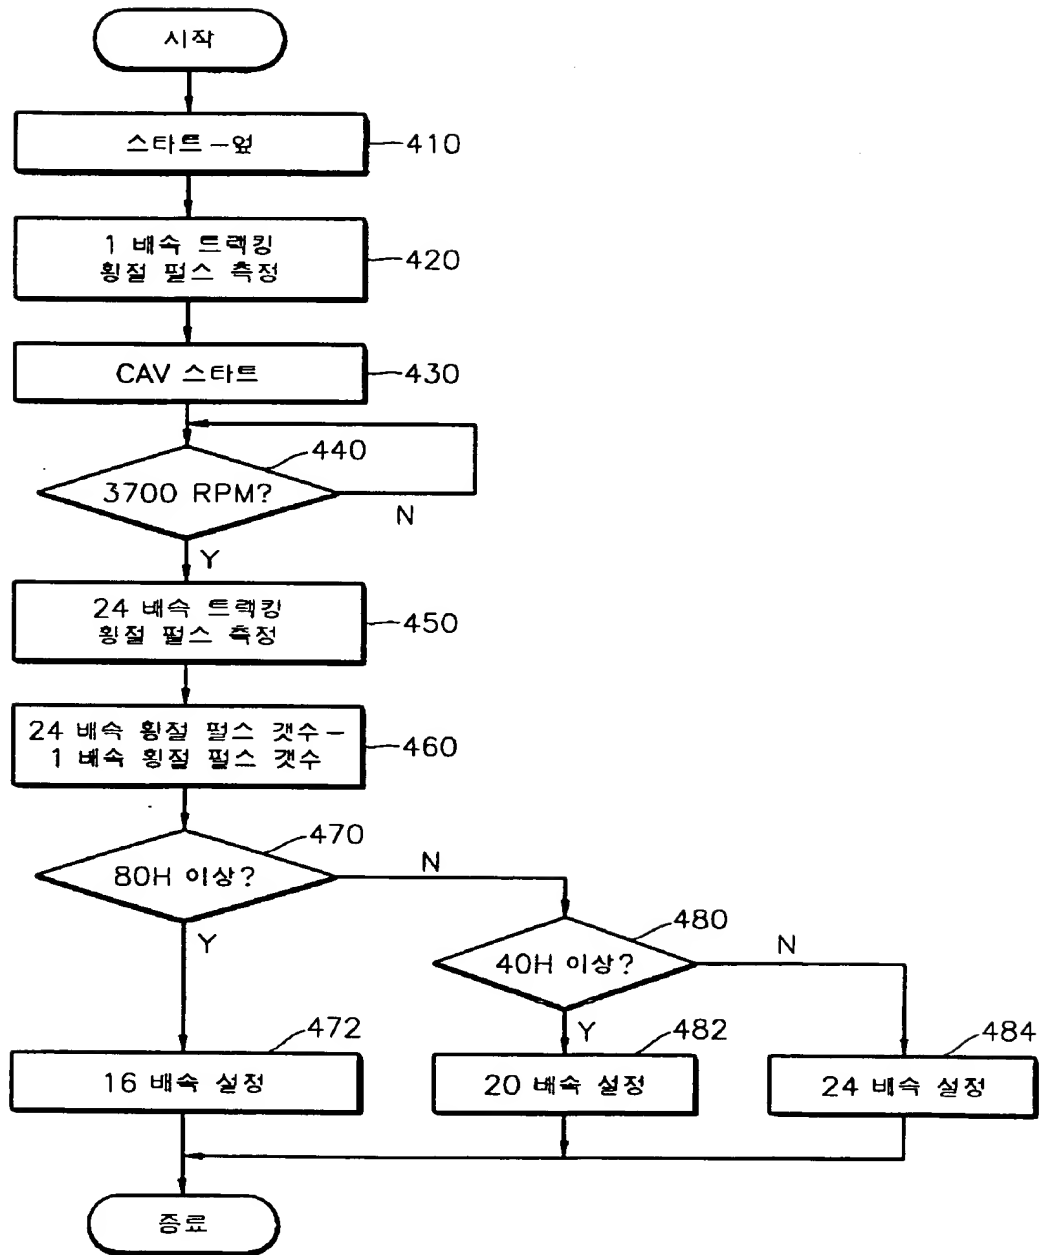 시작
스타트-엎
410
1 배속 트랙킹
횡절 펄스 측정
420
CAV 스타트
430
440
3700 RPM?
N
Y
24 배속 트랙킹
횡절 펄스 측정
450
24 배속 횡절 펄스 갯수-
1 배속 횡절 펄스 갯수
460
470
80H 이상?
N
Y
480
40H 이상?
N
Y
472
16 배속 설정
482
20 배속 설정
484
24 배속 설정
종료